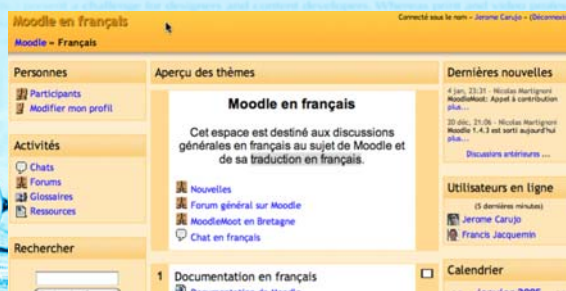 Moodle en français
Connecté sous le nom - Jerome Carujo - (Déconnexion
Moodle » Français
Personnes
Participants
Modifier mon profil
Activités
Chats
Forums
Glossaires
Ressources
Rechercher
Aperçu des thèmes
Moodle en français
Cet espace est destiné aux discussions
générales en français au sujet de Moodle et
de sa traduction en français.
Nouvelles
Forum général sur Moodle
MoodleMoot en Bretagne
Chat en français
1 Documentation en français
Documentation de Moodle
Dernières nouvelles
4 jan, 23:31 - Nicolas Martignoni
MoodleMoot: Appel à contribution
plus...
20 déc, 21:06 - Nicolas Martignoni
Moodle 1.4.3 est sorti aujourd'hui
plus...
Discussions antérieures ...
Utilisateurs en ligne
(5 dernières minutes)
Jerome Carujo
Francis Jacquemin
Calendrier